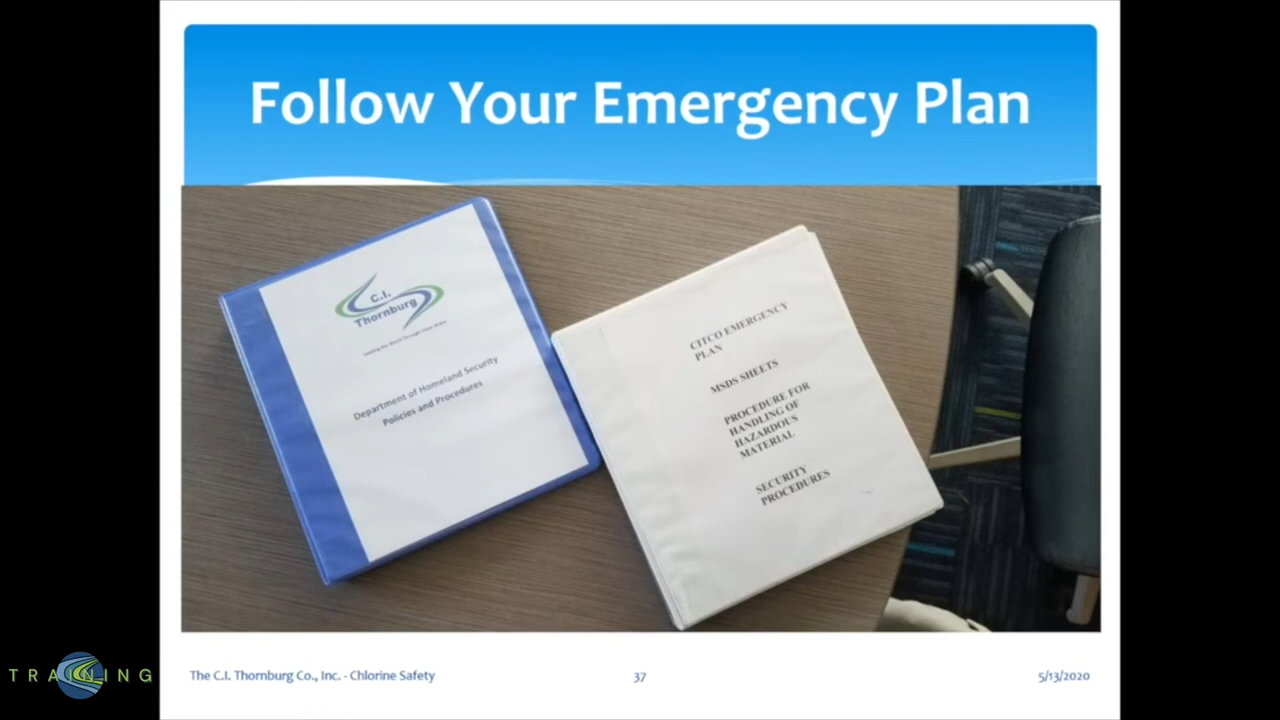 Follow Your Emergency Plan
C.I.
Thornburg
Department of Homeland Security
Policies and Procedures
CITCO EMERGENCY
PLAN
MSDS SHEETS
PROCEDURE FOR
HANDLING OF
HAZARDOUS
MATERIAL
SECURITY
PROCEDURES
TRAINING
The C.I. Thornburg Co., Inc. - Chlorine Safety
37
5/13/2020